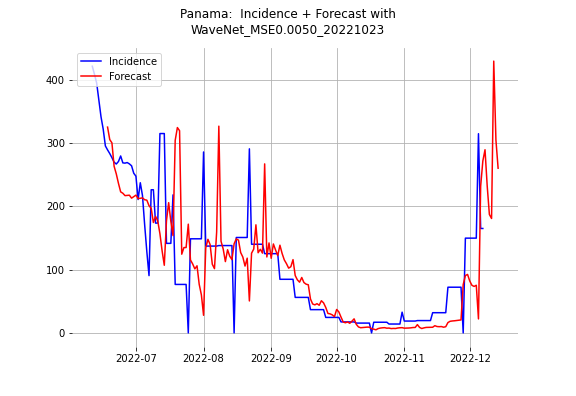 Panama:  Incidence + Forecast with
WaveNet_MSE0.0050_20221023
Incidence
Forecast
400
300
200
100
0
2022-07
2022-08
2022-09
2022-10
2022-11
2022-12